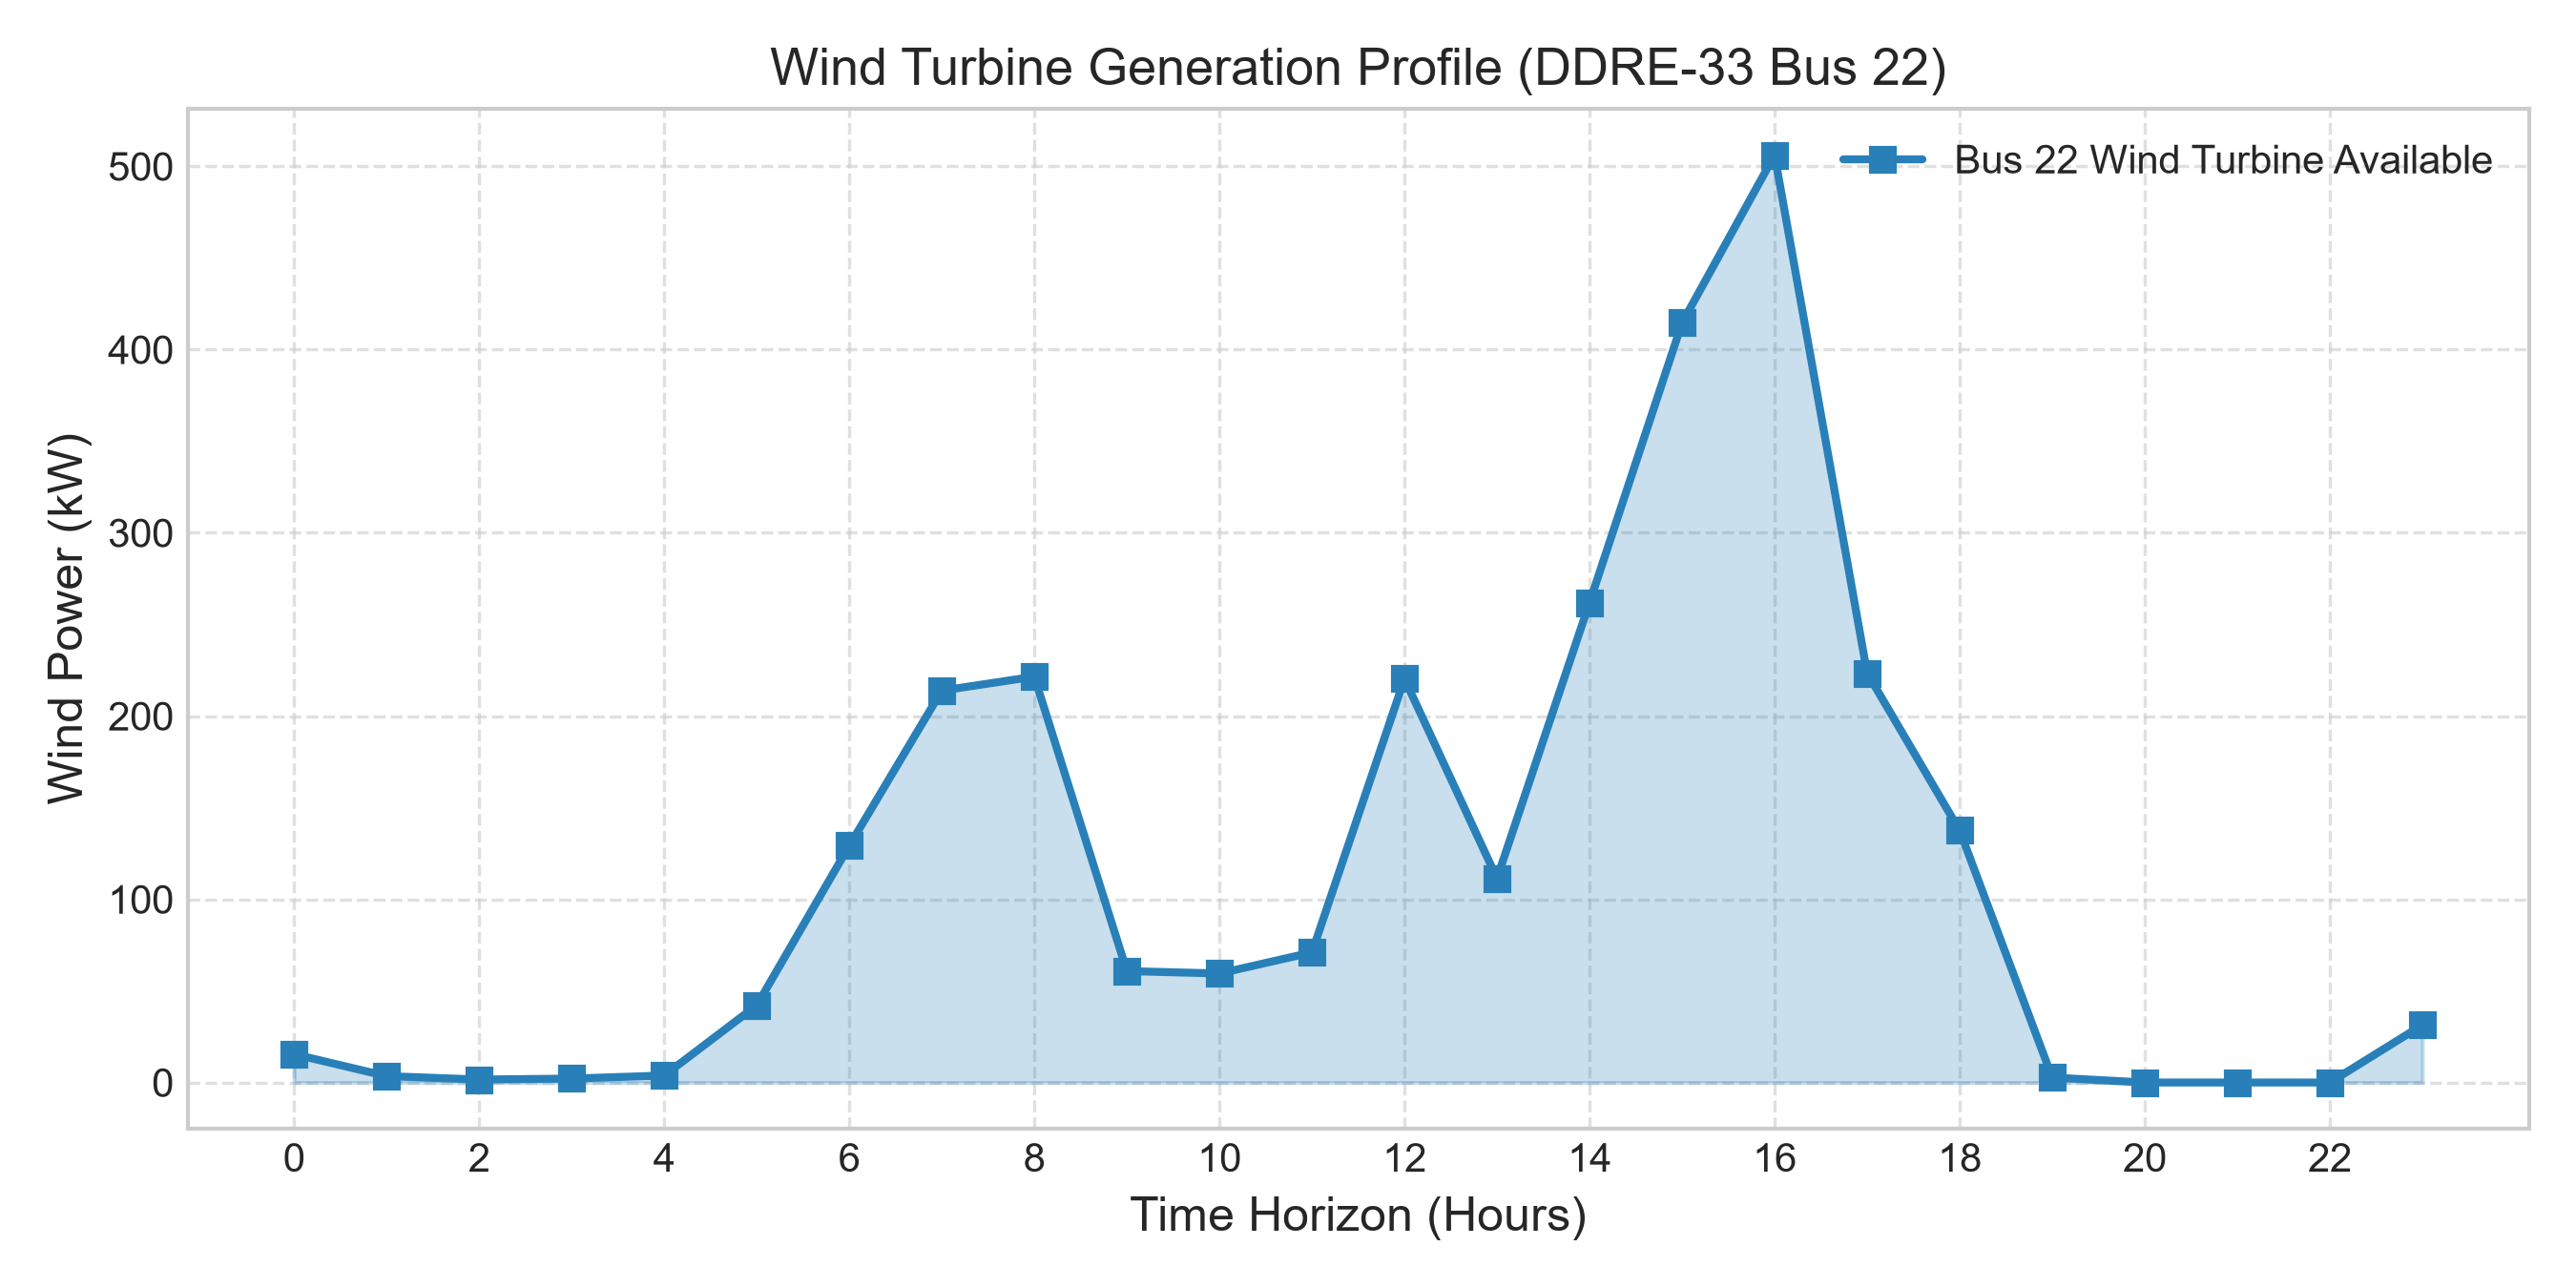 Wind Turbine Generation Profile (DDRE-33 Bus 22)
Bus 22 Wind Turbine Available
Wind Power (kW)
500
400
300
200
100
0
0 2 4 6 8 10 12 14 16 18 20 22
Time Horizon (Hours)